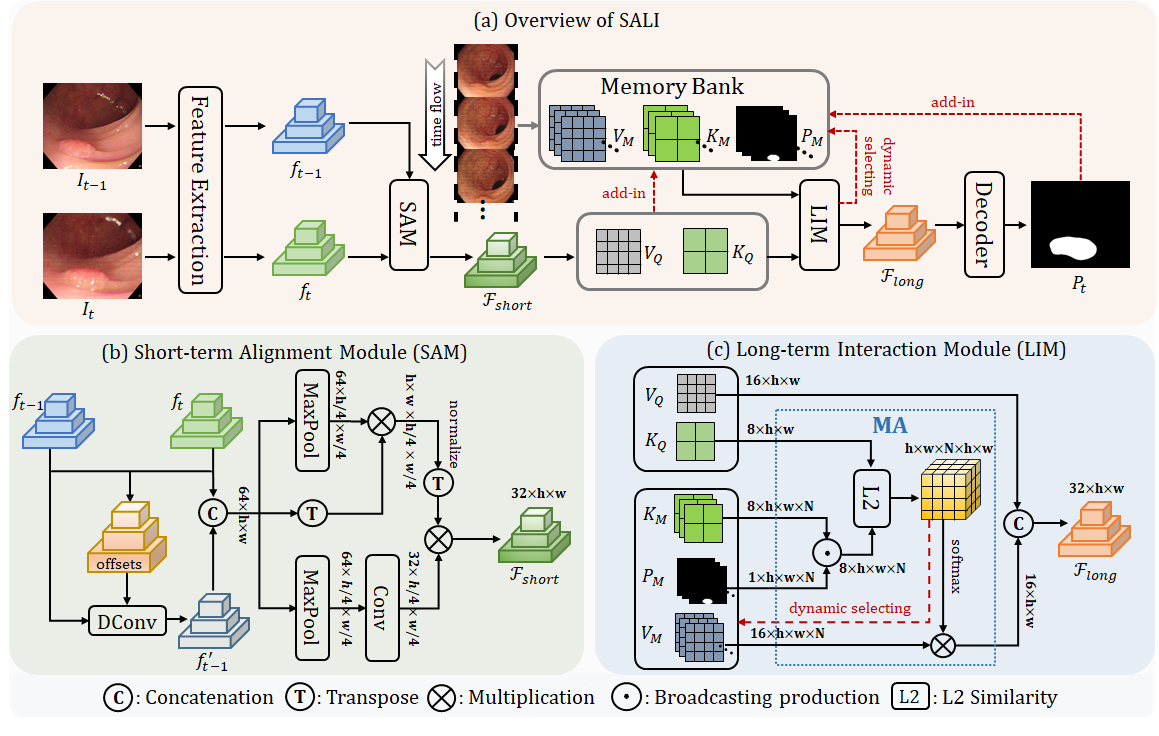 (a) Overview of SALI
Memory Bank
time flow
V_M
K_M
P_M
add-in
dynamic selecting
Feature Extraction
I_{t-1}
f_{t-1}
SAM
add-in
LIM
Decoder
V_Q
K_Q
I_t
f_t
ℱ_{short}
ℱ_{long}
P_t
(b) Short-term Alignment Module (SAM)
f_{t-1}
f_t
MaxPool
64×h/4×w/4
h×w×h/4×w/4
normalize
T
C
64×h×w
T
32×h×w
offsets
ℱ_{short}
MaxPool
64×h/4×w/4
Conv
32×h/4×w/4
DConv
f'_{t-1}
(c) Long-term Interaction Module (LIM)
V_Q
16×h×w
K_Q
8×h×w
MA
h×w×N×h×w
L2
K_M
8×h×w×N
32×h×w
C
8×h×w×N
P_M
1×h×w×N
softmax
ℱ_{long}
dynamic selecting
16×h×w
V_M
16×h×w×N
C : Concatenation T : Transpose ⊗ : Multiplication ⊙ : Broadcasting production L2 : L2 Similarity